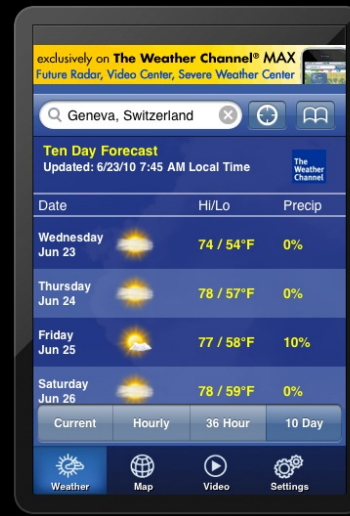 exclusively on The Weather Channel® MAX
Future Radar, Video Center, Severe Weather Center
Geneva, Switzerland
Ten Day Forecast
Updated: 6/23/10 7:45 AM Local Time
The
Weather
Channel
Date Hi/Lo Precip
Wednesday
Jun 23
74 / 54°F 0%
Thursday
Jun 24
78 / 57°F 0%
Friday
Jun 25
77 / 58°F 10%
Saturday
Jun 26
78 / 59°F 0%
Current Hourly 36 Hour 10 Day
Weather Map Video Settings